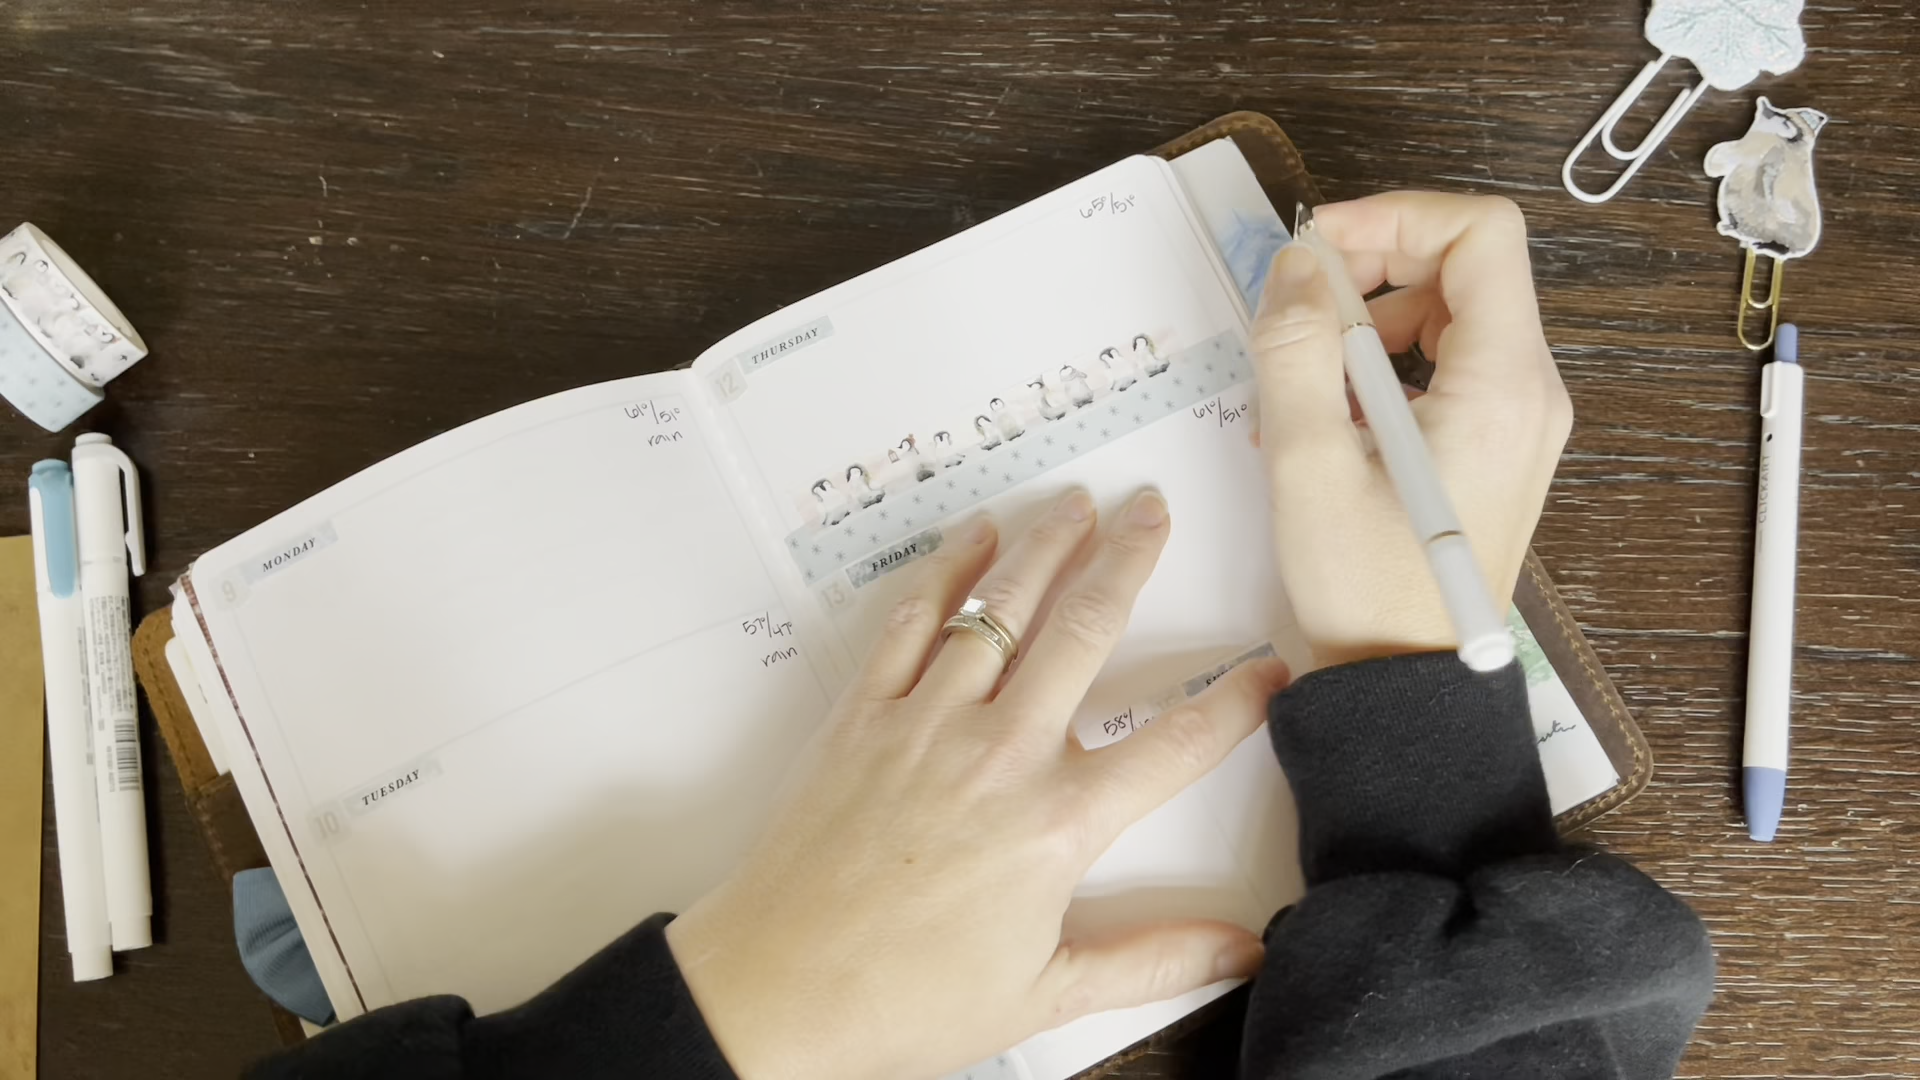 65°/51°
12 THURSDAY
61°/51°
rain
61°/51°
9 MONDAY
13 FRIDAY
57°/47°
rain
58°/
10 TUESDAY
CLICKART